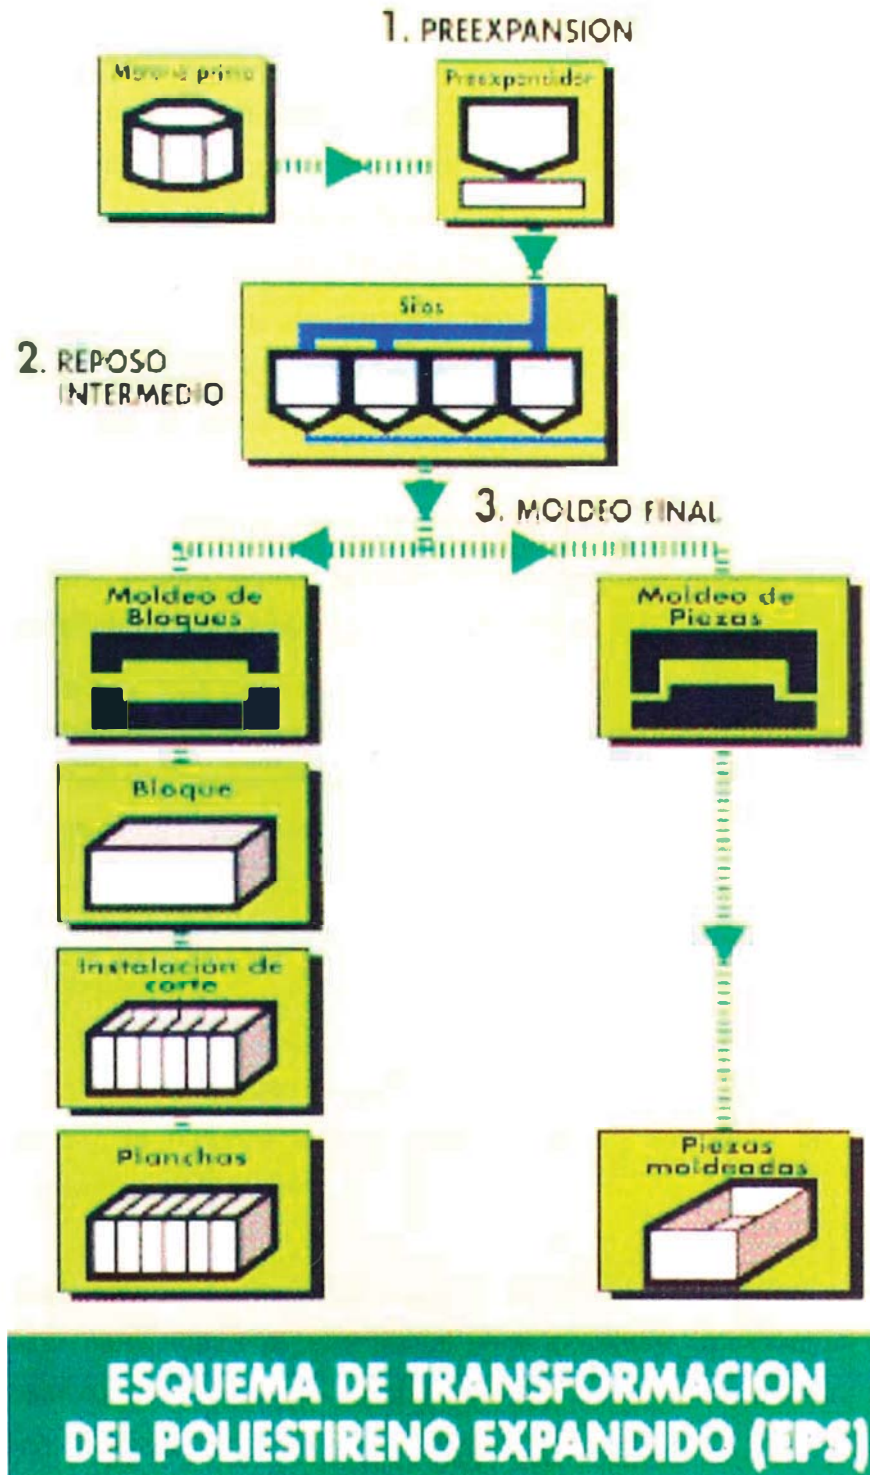 1. PREEXPANSION
Materia prima
Preexpandidor
Silos
2. REPOSO
INTERMEDIO
3. MOLDEO FINAL
Moldeo de
Bloques
Moldeo de
Piezas
Bloque
Instalación de
corte
Planchas
Piezas
moldeadas
ESQUEMA DE TRANSFORMACION
DEL POLIESTIRENO EXPANDIDO (EPS)